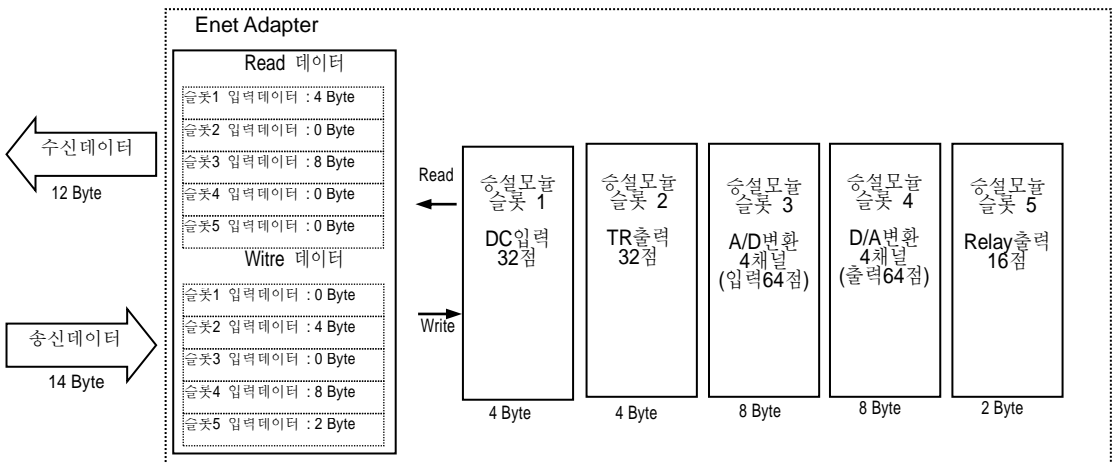 Enet Adapter
Read 데이터
슬롯1 입력데이터 : 4 Byte
슬롯2 입력데이터 : 0 Byte
슬롯3 입력데이터 : 8 Byte
슬롯4 입력데이터 : 0 Byte
슬롯5 입력데이터 : 0 Byte
Witre 데이터
슬롯1 입력데이터 : 0 Byte
슬롯2 입력데이터 : 4 Byte
슬롯3 입력데이터 : 0 Byte
슬롯4 입력데이터 : 8 Byte
슬롯5 입력데이터 : 2 Byte
수신데이터
12 Byte
송신데이터
14 Byte
Read
Write
증설모듈
슬롯 1
DC입력
32점
4 Byte
증설모듈
슬롯 2
TR출력
32점
4 Byte
증설모듈
슬롯 3
A/D변환
4채널
(입력64점)
8 Byte
증설모듈
슬롯 4
D/A변환
4채널
(출력64점)
8 Byte
증설모듈
슬롯 5
Relay출력
16점
2 Byte